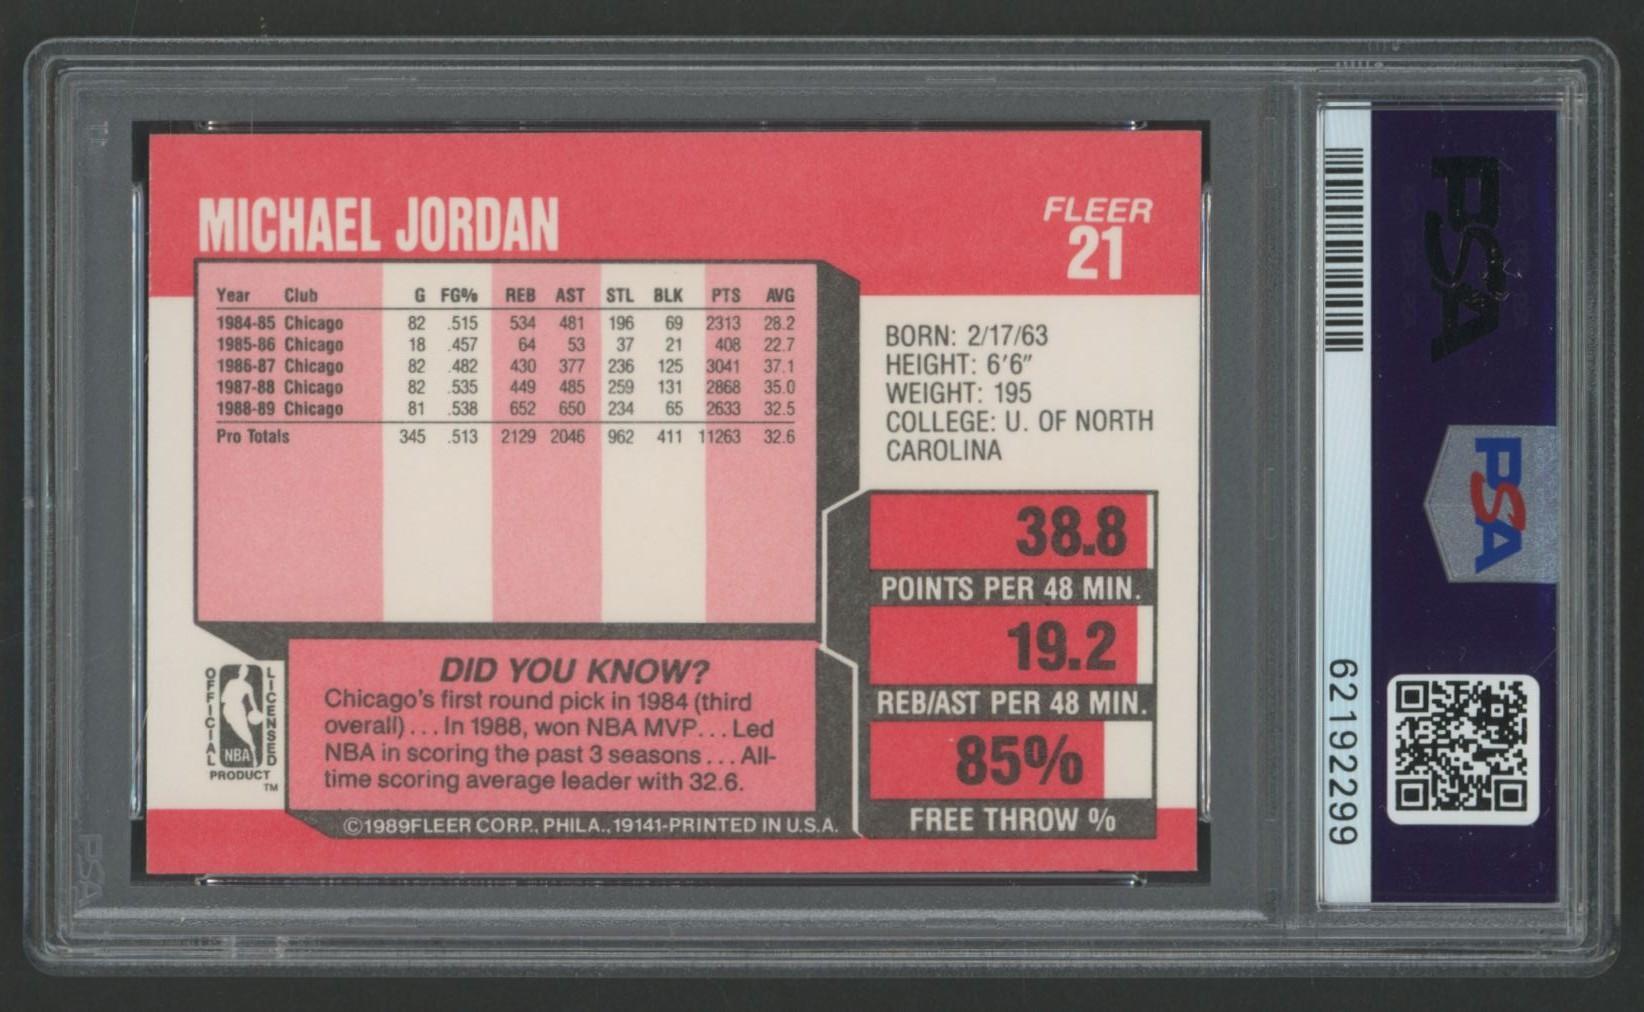 MICHAEL JORDAN
FLEER
21
Year Club G FG% REB AST STL BLK PTS AVG
1984-85 Chicago 82 .515 534 481 196 69 2313 28.2
1985-86 Chicago 18 .457 64 53 37 21 408 22.7
1986-87 Chicago 82 .482 430 377 236 125 3041 37.1
1987-88 Chicago 82 .535 449 485 259 131 2868 35.0
1988-89 Chicago 81 .538 652 650 234 65 2633 32.5
Pro Totals 345 .513 2129 2046 962 411 11263 32.6
BORN: 2/17/63
HEIGHT: 6'6"
WEIGHT: 195
COLLEGE: U. OF NORTH
CAROLINA
38.8
POINTS PER 48 MIN.
19.2
REB/AST PER 48 MIN.
85%
FREE THROW %
DID YOU KNOW?
Chicago's first round pick in 1984 (third
overall)...In 1988, won NBA MVP...Led
NBA in scoring the past 3 seasons...All-
time scoring average leader with 32.6.
OFFICIAL
LICENSED
NBA
PRODUCT
TM
©1989FLEER CORP., PHILA., 19141-PRINTED IN U.S.A.
PSA
PSA
62192299
PSA